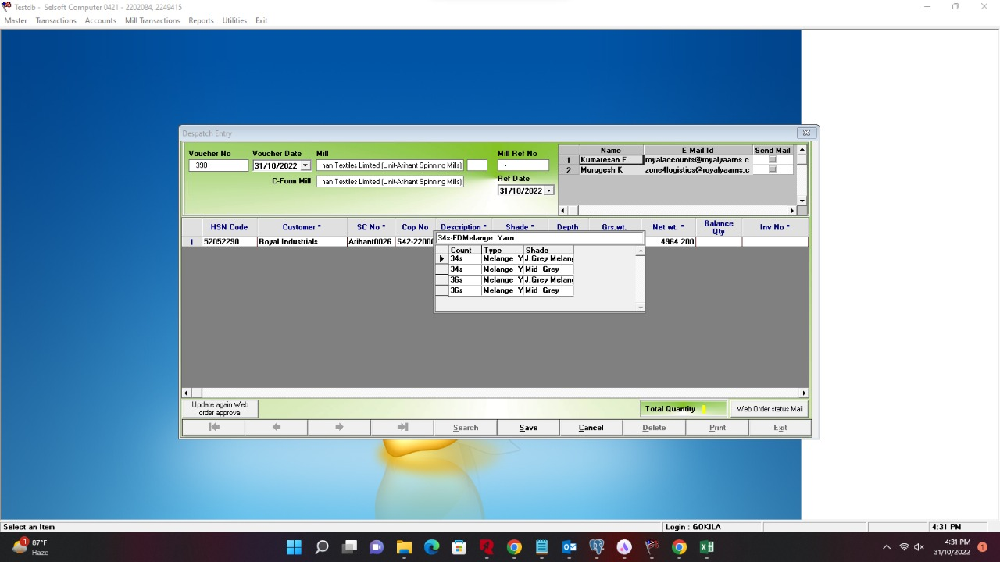 Testdb - Selsoft Computer 0421 - 2202084, 2249415
Master Transactions Accounts Mill Transactions Reports Utilities Exit
Despatch Entry
Voucher No Voucher Date Mill Mill Ref No
398 31/10/2022 nan Textiles Limited (Unit-Arihant Spinning Mills) -
C-Form Mill nan Textiles Limited (Unit-Arihant Spinning Mills) Ref Date
31/10/2022
Name E Mail Id Send Mail
1 Kumaresan E royalaccounts@royalyaarns.c
2 Murugesh K zone4logistics@royalyaarns.c
HSN Code Customer * SC No * Cop No Description * Shade * Depth Grs.wt. Net wt. * Balance Qty Inv No *
1 52052290 Royal Industrials Arihant0026 S42-22000 4964.200
34s-FDMelange Yarn
Count Type Shade
34s Melange Y J.Grey Melang
34s Melange Y Mid Grey
36s Melange Y J.Grey Melang
36s Melange Y Mid Grey
Update again Web
order approval
Total Quantity Web Order status Mail
Search Save Cancel Delete Print Exit
Select an Item Login : GOKILA 4:31 PM
1 87°F
Haze
4:31 PM
31/10/2022
1